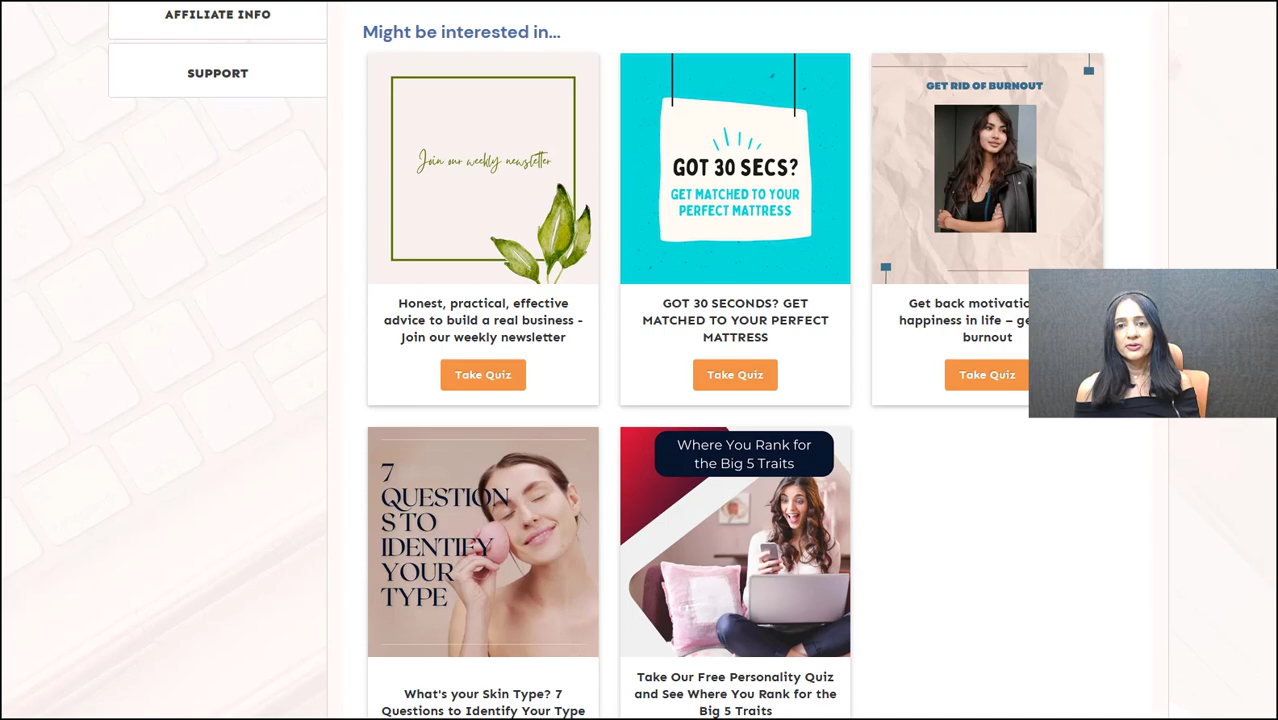 AFFILIATE INFO
SUPPORT
Might be interested in...
Join our weekly newsletter
Honest, practical, effective
advice to build a real business -
Join our weekly newsletter
Take Quiz
GOT 30 SECS?
GET MATCHED TO YOUR
PERFECT MATTRESS
GOT 30 SECONDS? GET
MATCHED TO YOUR PERFECT
MATTRESS
Take Quiz
GET RID OF BURNOUT
Get back motivatio
happiness in life – ge
burnout
Take Quiz
7
QUESTION
S TO
IDENTIFY
YOUR
TYPE
What's your Skin Type? 7
Questions to Identify Your Type
Where You Rank for
the Big 5 Traits
Take Our Free Personality Quiz
and See Where You Rank for the
Big 5 Traits